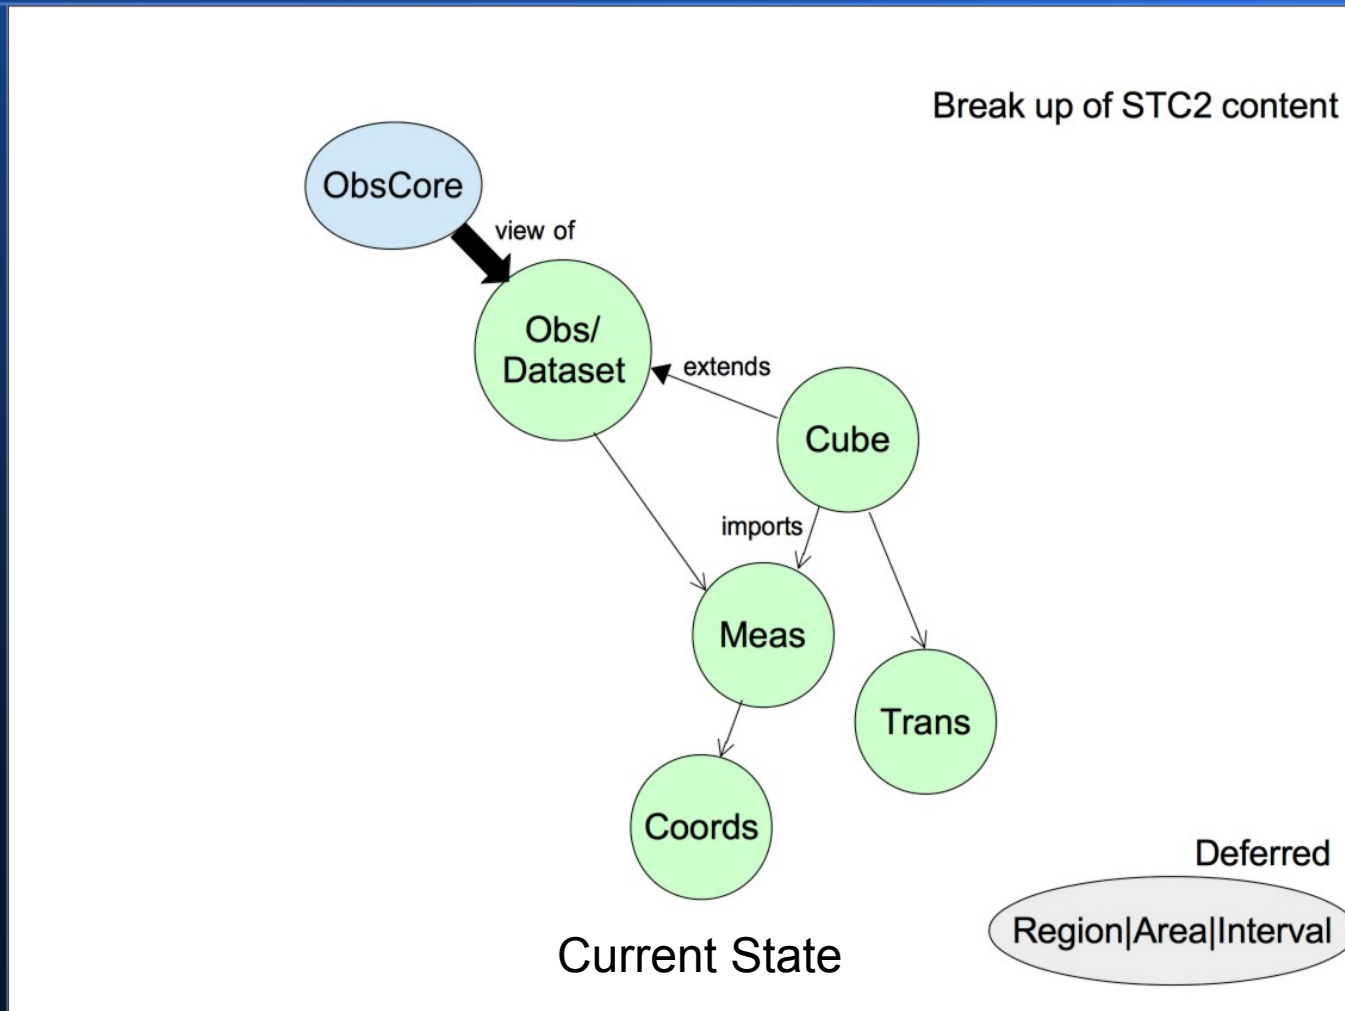 Break up of STC2 content
ObsCore
view of
Obs/
Dataset
extends
Cube
imports
Meas
Trans
Coords
Deferred
Region|Area|Interval
Current State